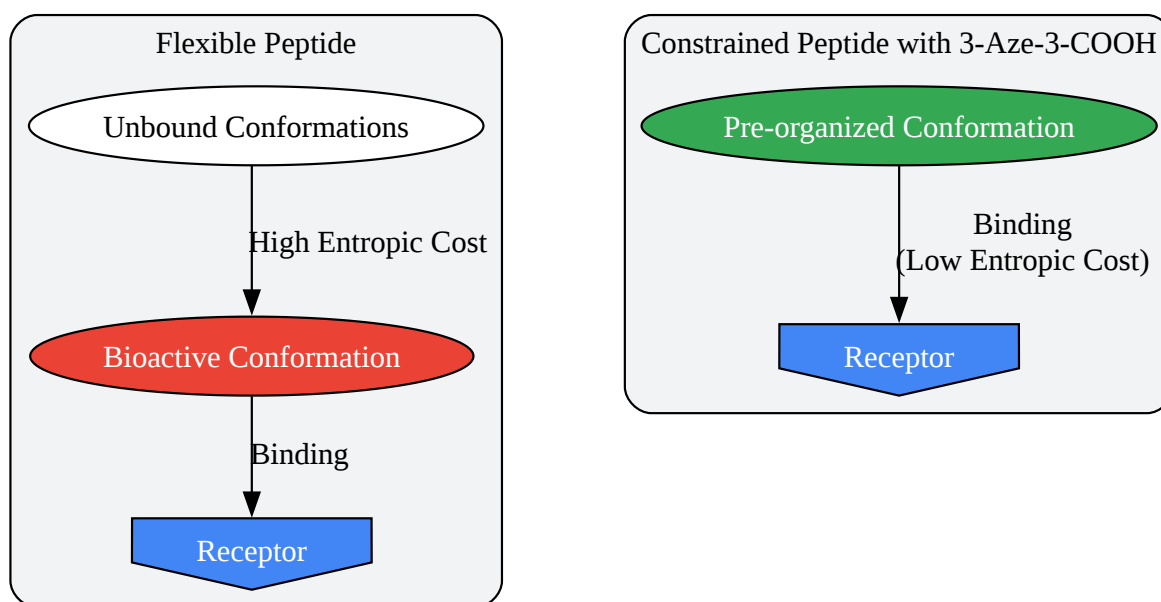 Flexible Peptide
Unbound Conformations
High Entropic Cost
Bioactive Conformation
Binding
Receptor
Constrained Peptide with 3-Aze-3-COOH
Pre-organized Conformation
Binding
(Low Entropic Cost)
Receptor